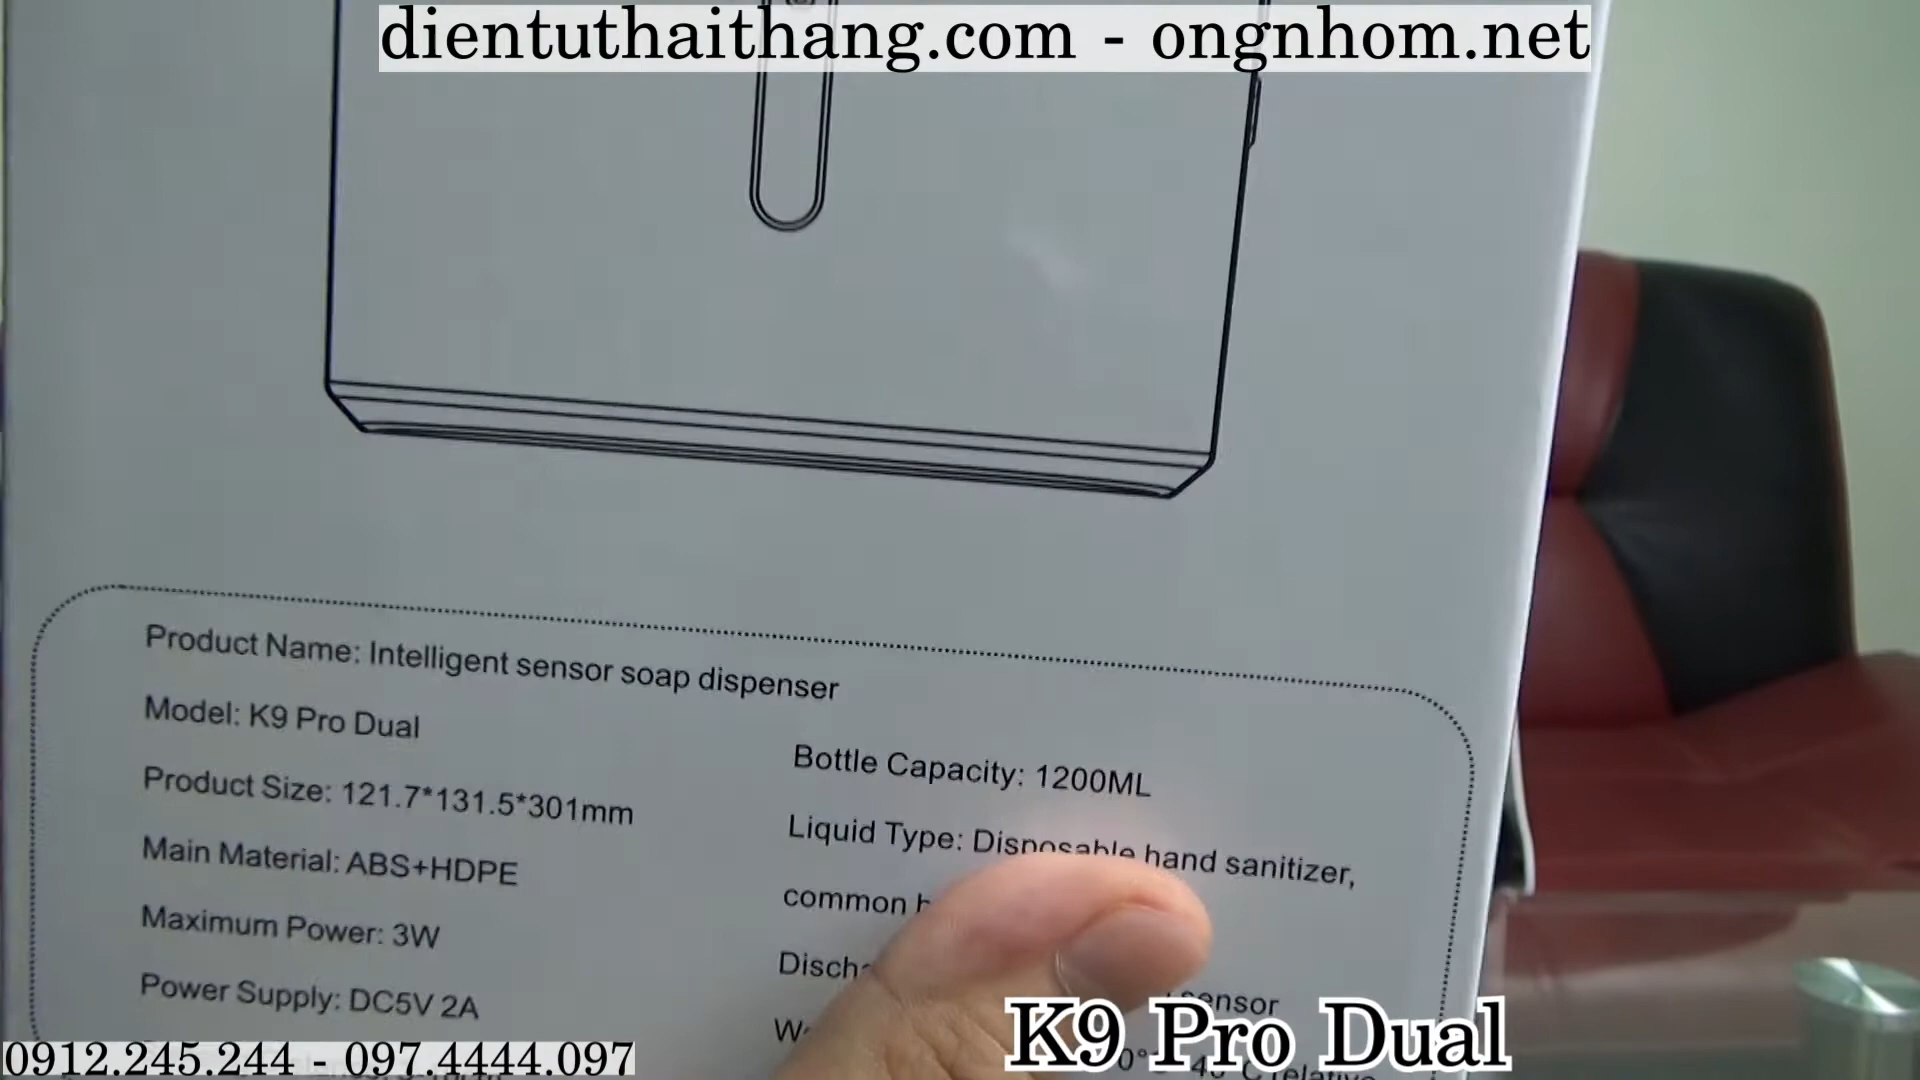 dientuthaithang.com - ongnhom.net
Product Name: Intelligent sensor soap dispenser
Model: K9 Pro Dual
Product Size: 121.7*131.5*301mm
Main Material: ABS+HDPE
Maximum Power: 3W
Power Supply: DC5V 2A
Bottle Capacity: 1200ML
Liquid Type: Disposable hand sanitizer,
common
sensor
K9 Pro Dual
0912.245.244 - 097.4444.097